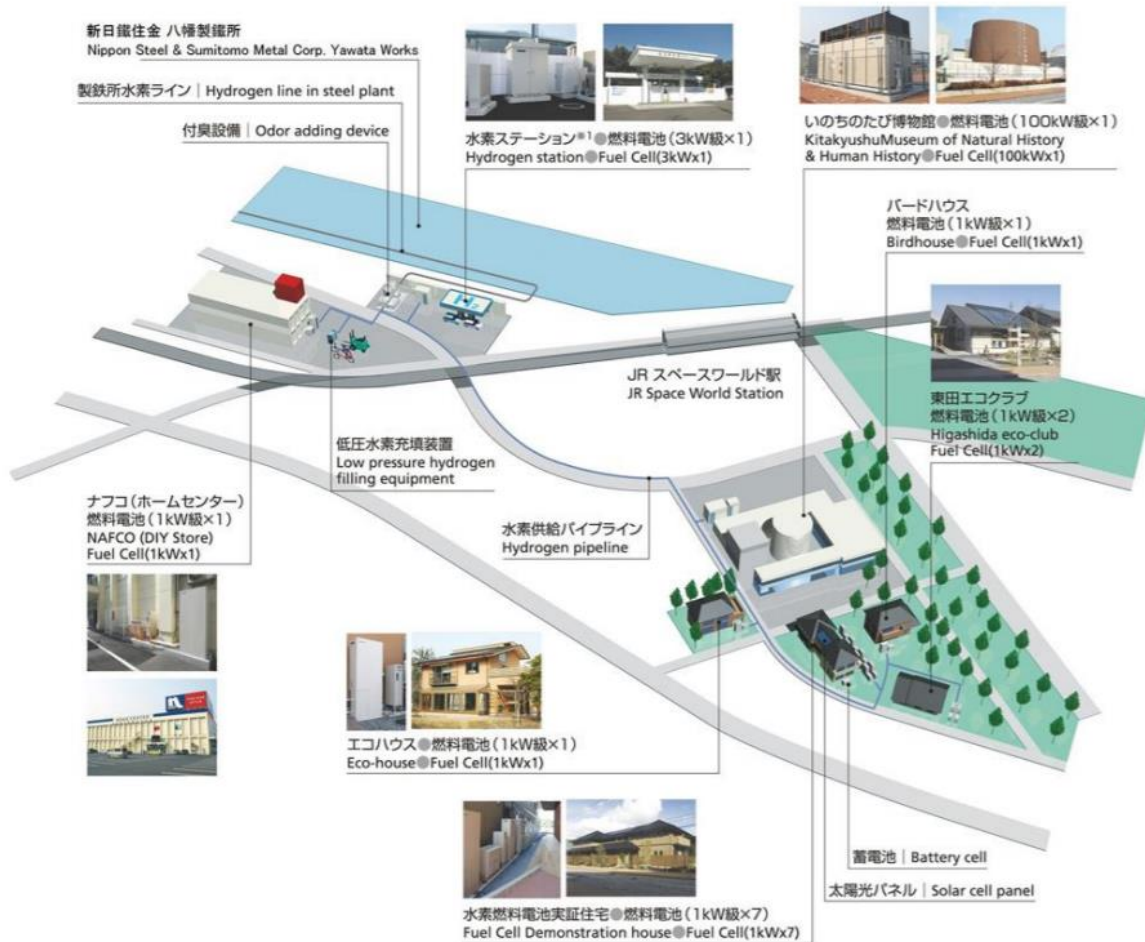 新日鐵住金 八幡製鐵所
Nippon Steel & Sumitomo Metal Corp. Yawata Works
製鉄所水素ライン | Hydrogen line in steel plant
付臭設備 | Odor adding device
水素ステーション※1●燃料電池(3kW級×1)
Hydrogen station●Fuel Cell(3kWx1)
いのちのたび博物館●燃料電池(100kW級×1)
KitakyushuMuseum of Natural History
& Human History●Fuel Cell(100kWx1)
バードハウス
燃料電池(1kW級×1)
Birdhouse●Fuel Cell(1kWx1)
H2
JR スペースワールド駅
JR Space World Station
東田エコクラブ
燃料電池(1kW級×2)
Higashida eco-club
Fuel Cell(1kWx2)
低圧水素充填装置
Low pressure hydrogen
filling equipment
ナフコ(ホームセンター)
燃料電池(1kW級×1)
NAFCO (DIY Store)
Fuel Cell(1kWx1)
水素供給パイプライン
Hydrogen pipeline
エコハウス●燃料電池(1kW級×1)
Eco-house●Fuel Cell(1kWx1)
蓄電池 | Battery cell
太陽光パネル | Solar cell panel
水素燃料電池実証住宅●燃料電池(1kW級×7)
Fuel Cell Demonstration house●Fuel Cell(1kWx7)